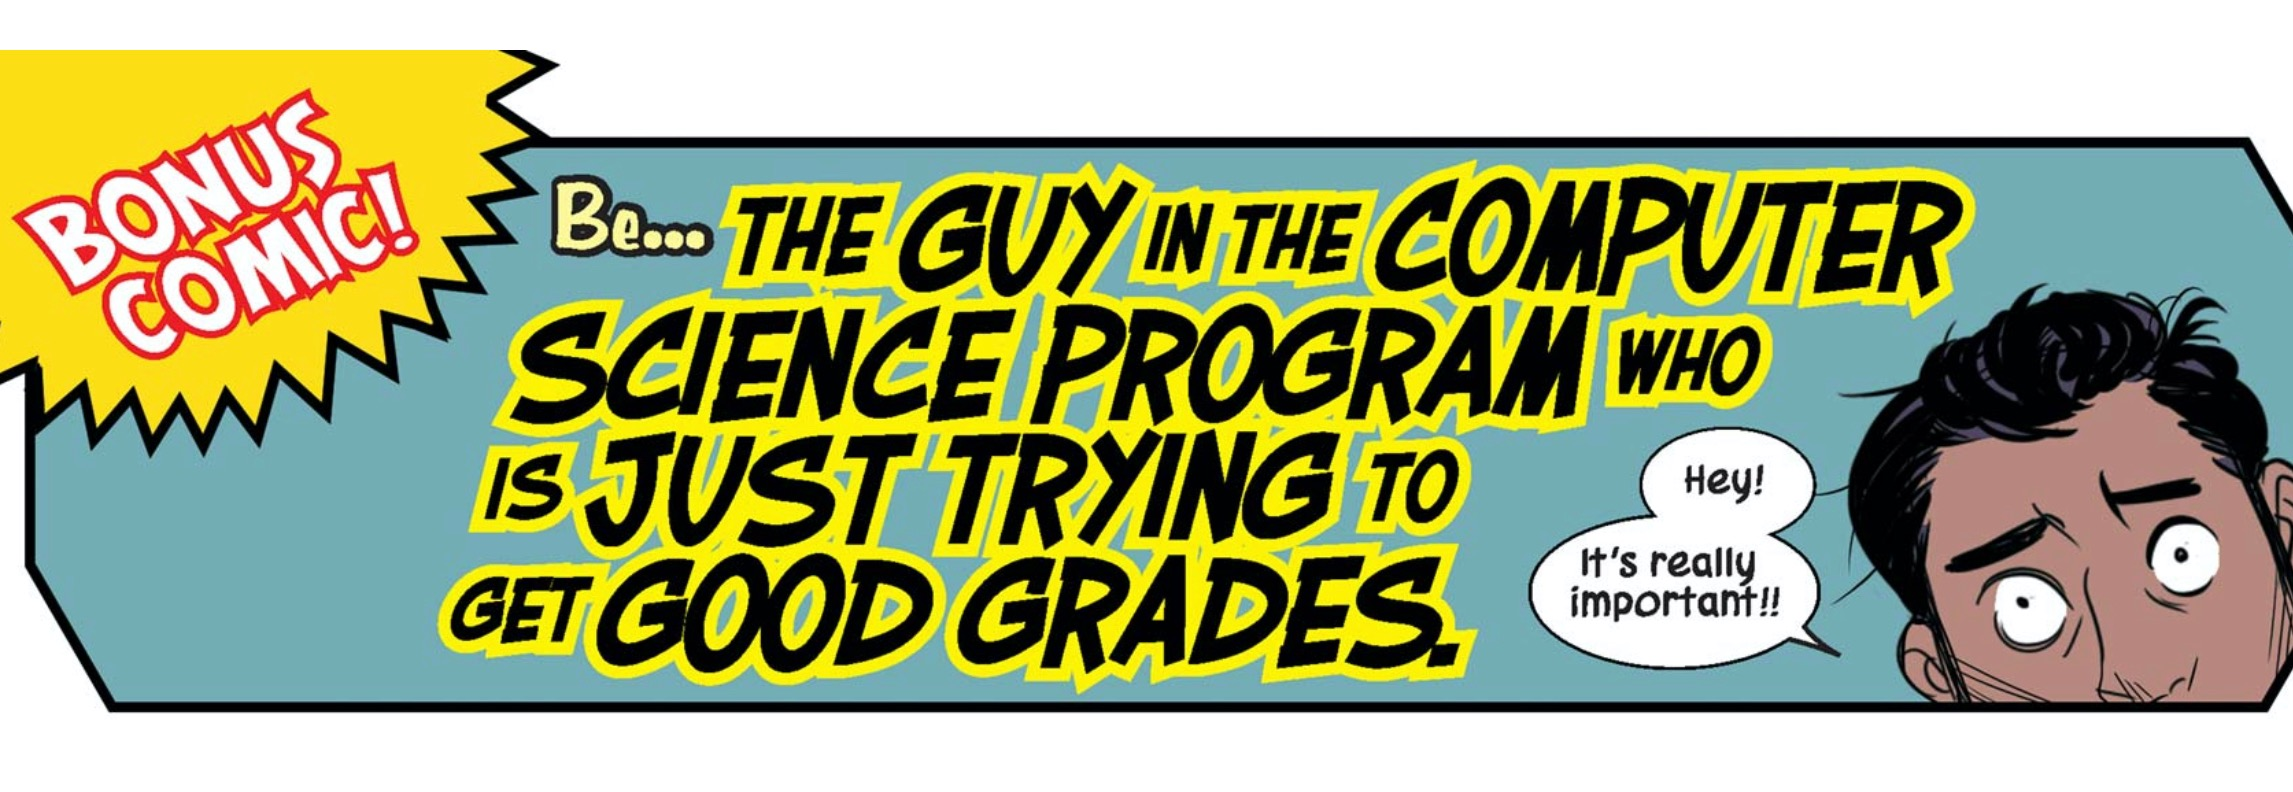 BONUS
COMIC!
Be... THE GUY IN THE COMPUTER
SCIENCE PROGRAM WHO
IS JUST TRYING TO
GET GOOD GRADES.
Hey!
It's really
important!!